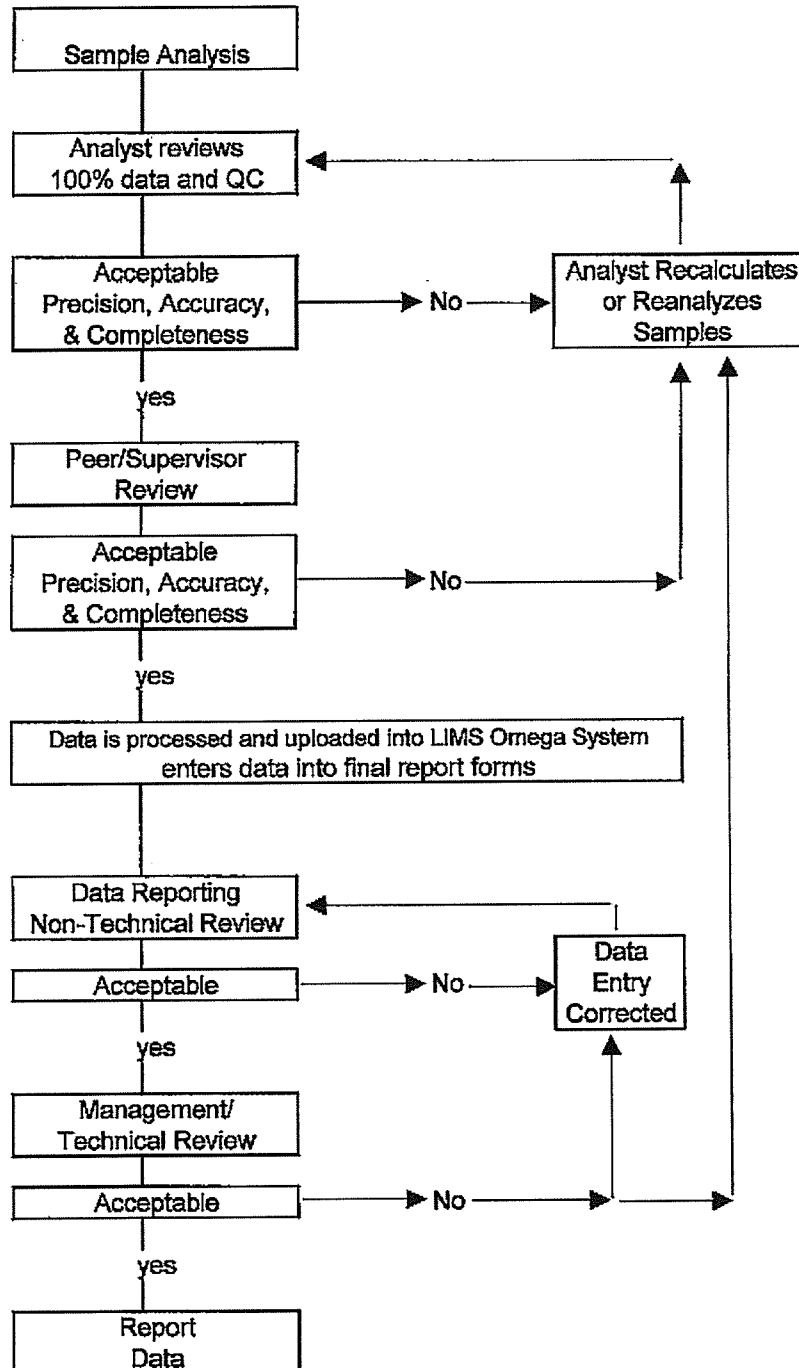 Sample Analysis
Analyst reviews
100% data and QC
Acceptable
Precision, Accuracy,
& Completeness
No
Analyst Recalculates
or Reanalyzes
Samples
yes
Peer/Supervisor
Review
Acceptable
Precision, Accuracy,
& Completeness
No
yes
Data is processed and uploaded into LIMS Omega System
enters data into final report forms
Data Reporting
Non-Technical Review
Acceptable
No
Data
Entry
Corrected
yes
Management/
Technical Review
Acceptable
No
yes
Report
Data